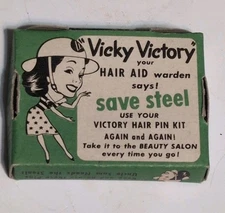 "Vicky Victory"
your
HAIR AID warden
says!
save steel
USE YOUR
VICTORY HAIR PIN KIT
AGAIN and AGAIN!
Take it to the BEAUTY SALON
every time you go!